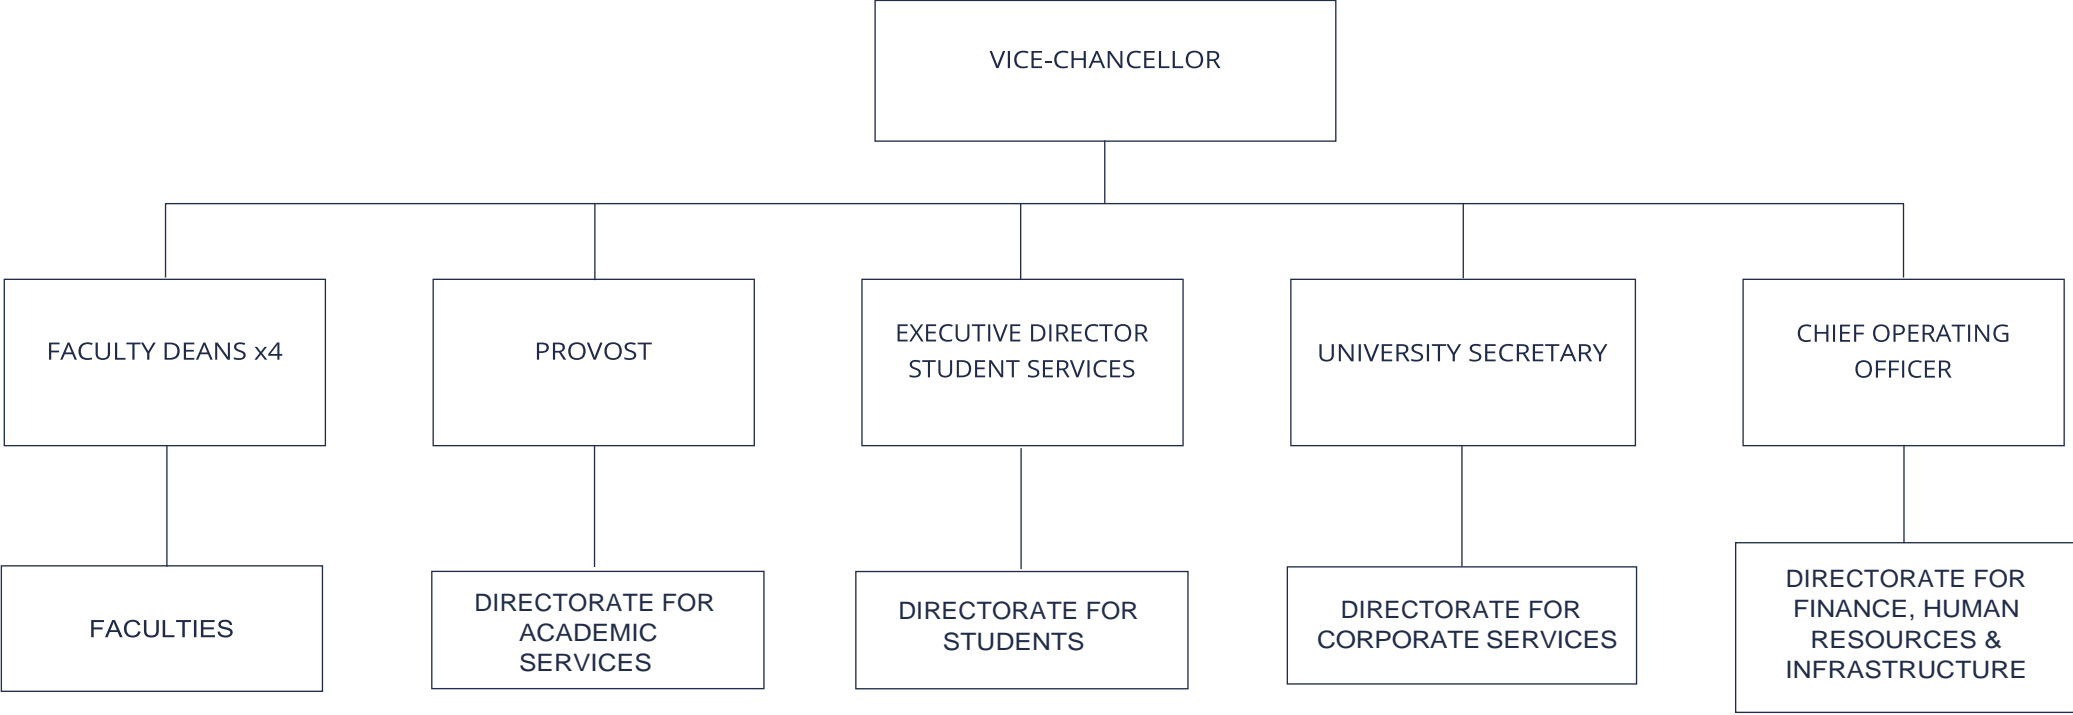 VICE-CHANCELLOR
FACULTY DEANS x4
PROVOST
EXECUTIVE DIRECTOR
STUDENT SERVICES
UNIVERSITY SECRETARY
CHIEF OPERATING
OFFICER
FACULTIES
DIRECTORATE FOR
ACADEMIC
SERVICES
DIRECTORATE FOR
STUDENTS
DIRECTORATE FOR
CORPORATE SERVICES
DIRECTORATE FOR
FINANCE, HUMAN
RESOURCES &
INFRASTRUCTURE